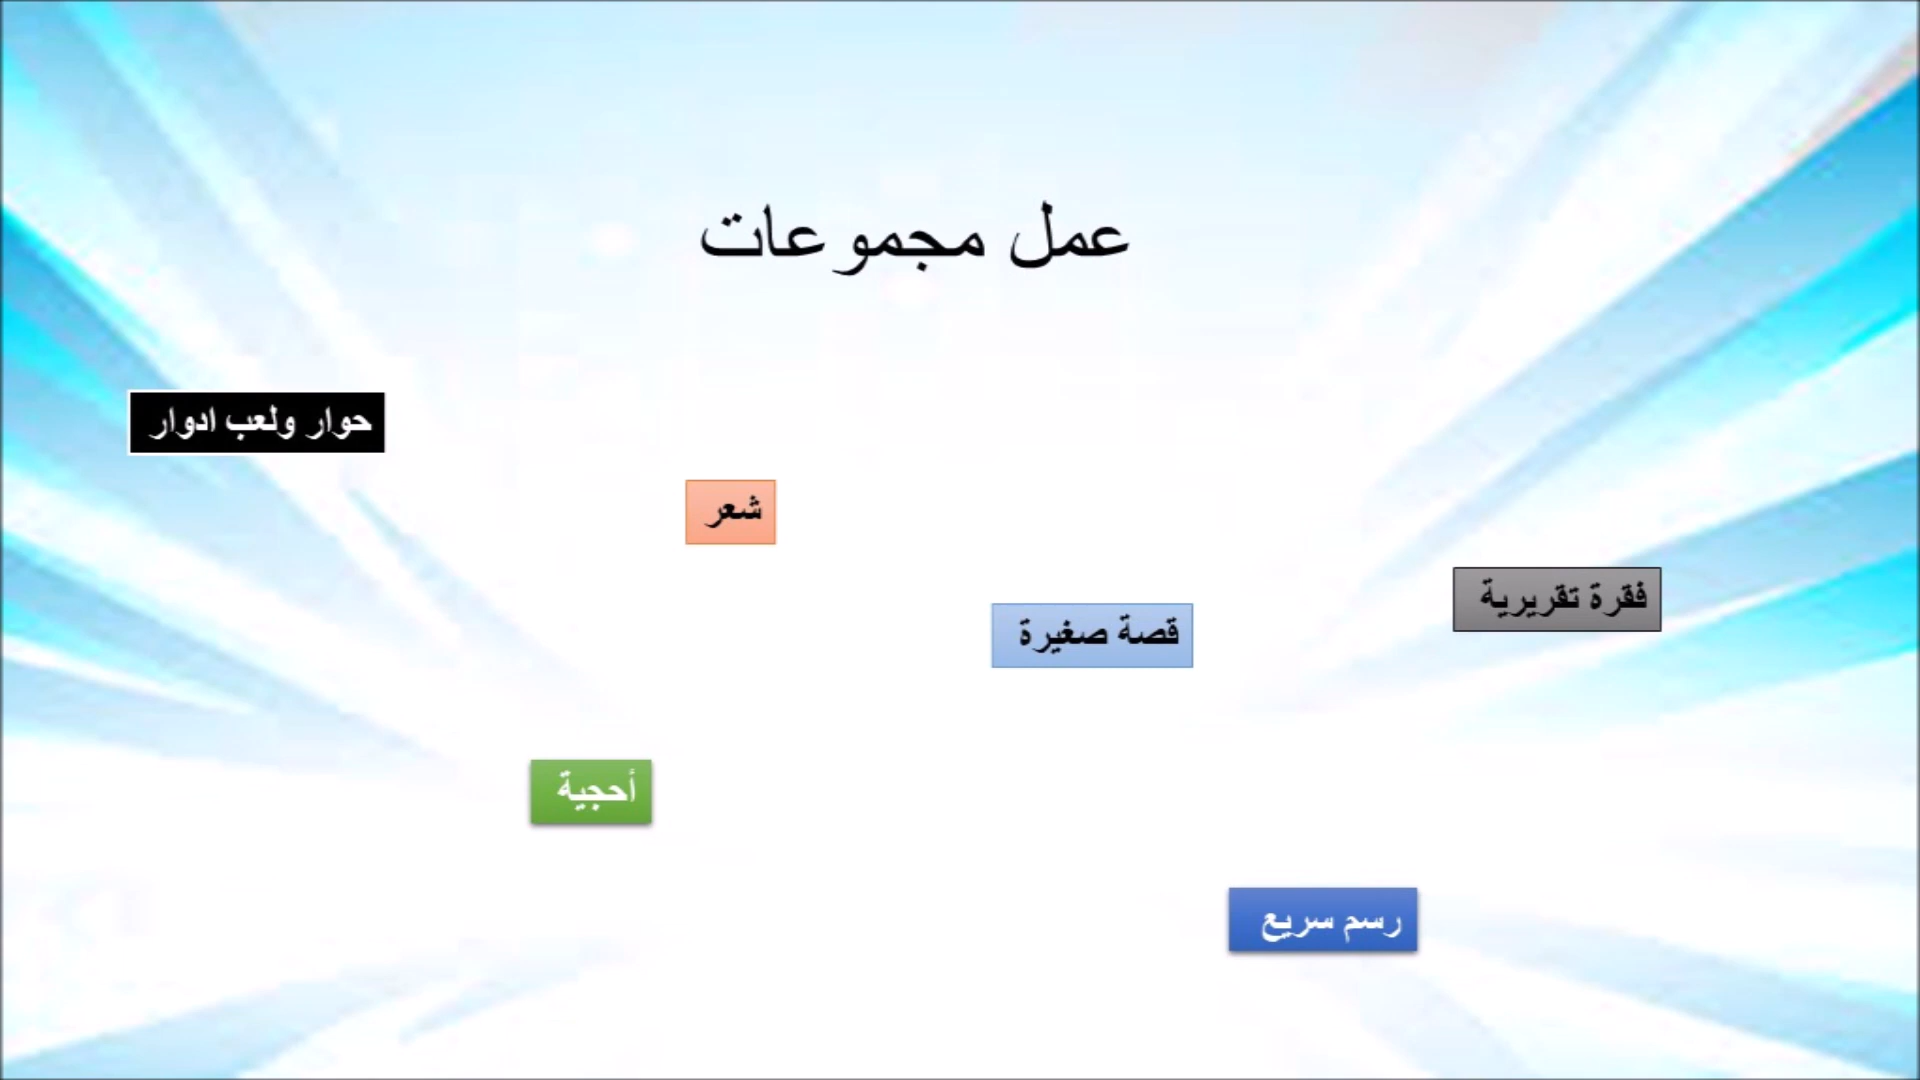 عمل مجموعات
حوار ولعب ادوار
شعر
فقرة تقريرية
قصة صغيرة
أحجية
رسم سريع